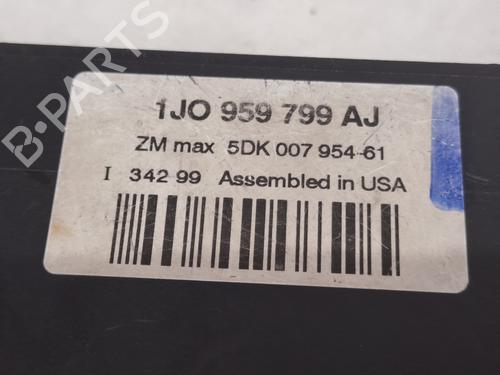 1JO 959 799 AJ
ZM max 5DK 007 954-61
I 342 99 Assembled in USA
B-PARTS